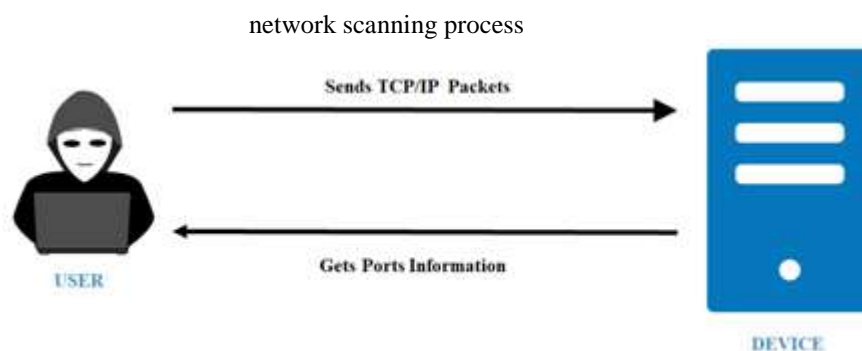 network scanning process
Sends TCP/IP Packets
Gets Ports Information
USER
DEVICE